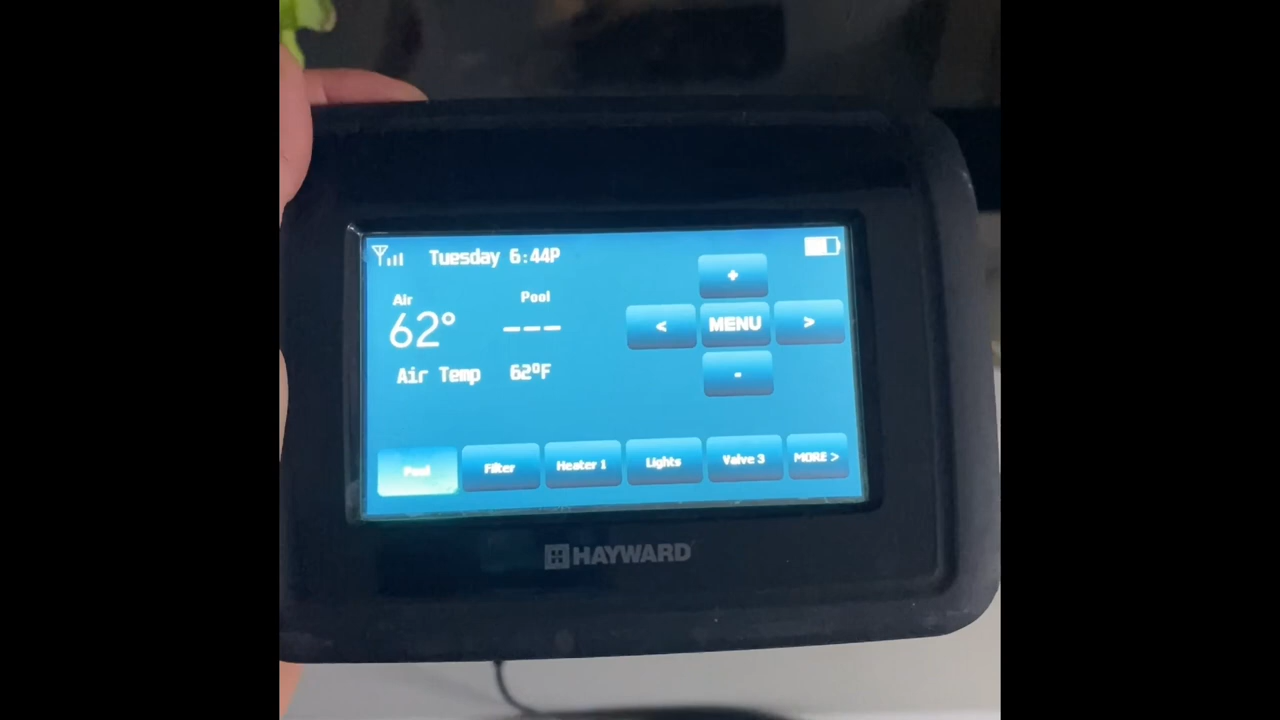 Tuesday 6:44P
Air Pool
62° ---
Air Temp 62°F
+
< MENU >
-
Pool Filter Heater 1 Lights Valve 3 MORE >
HAYWARD